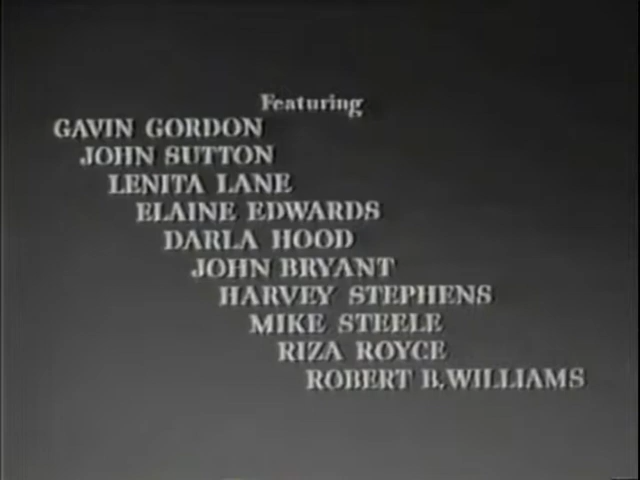 Featuring
GAVIN GORDON
JOHN SUTTON
LENITA LANE
ELAINE EDWARDS
DARLA HOOD
JOHN BRYANT
HARVEY STEPHENS
MIKE STEELE
RIZA ROYCE
ROBERT B. WILLIAMS